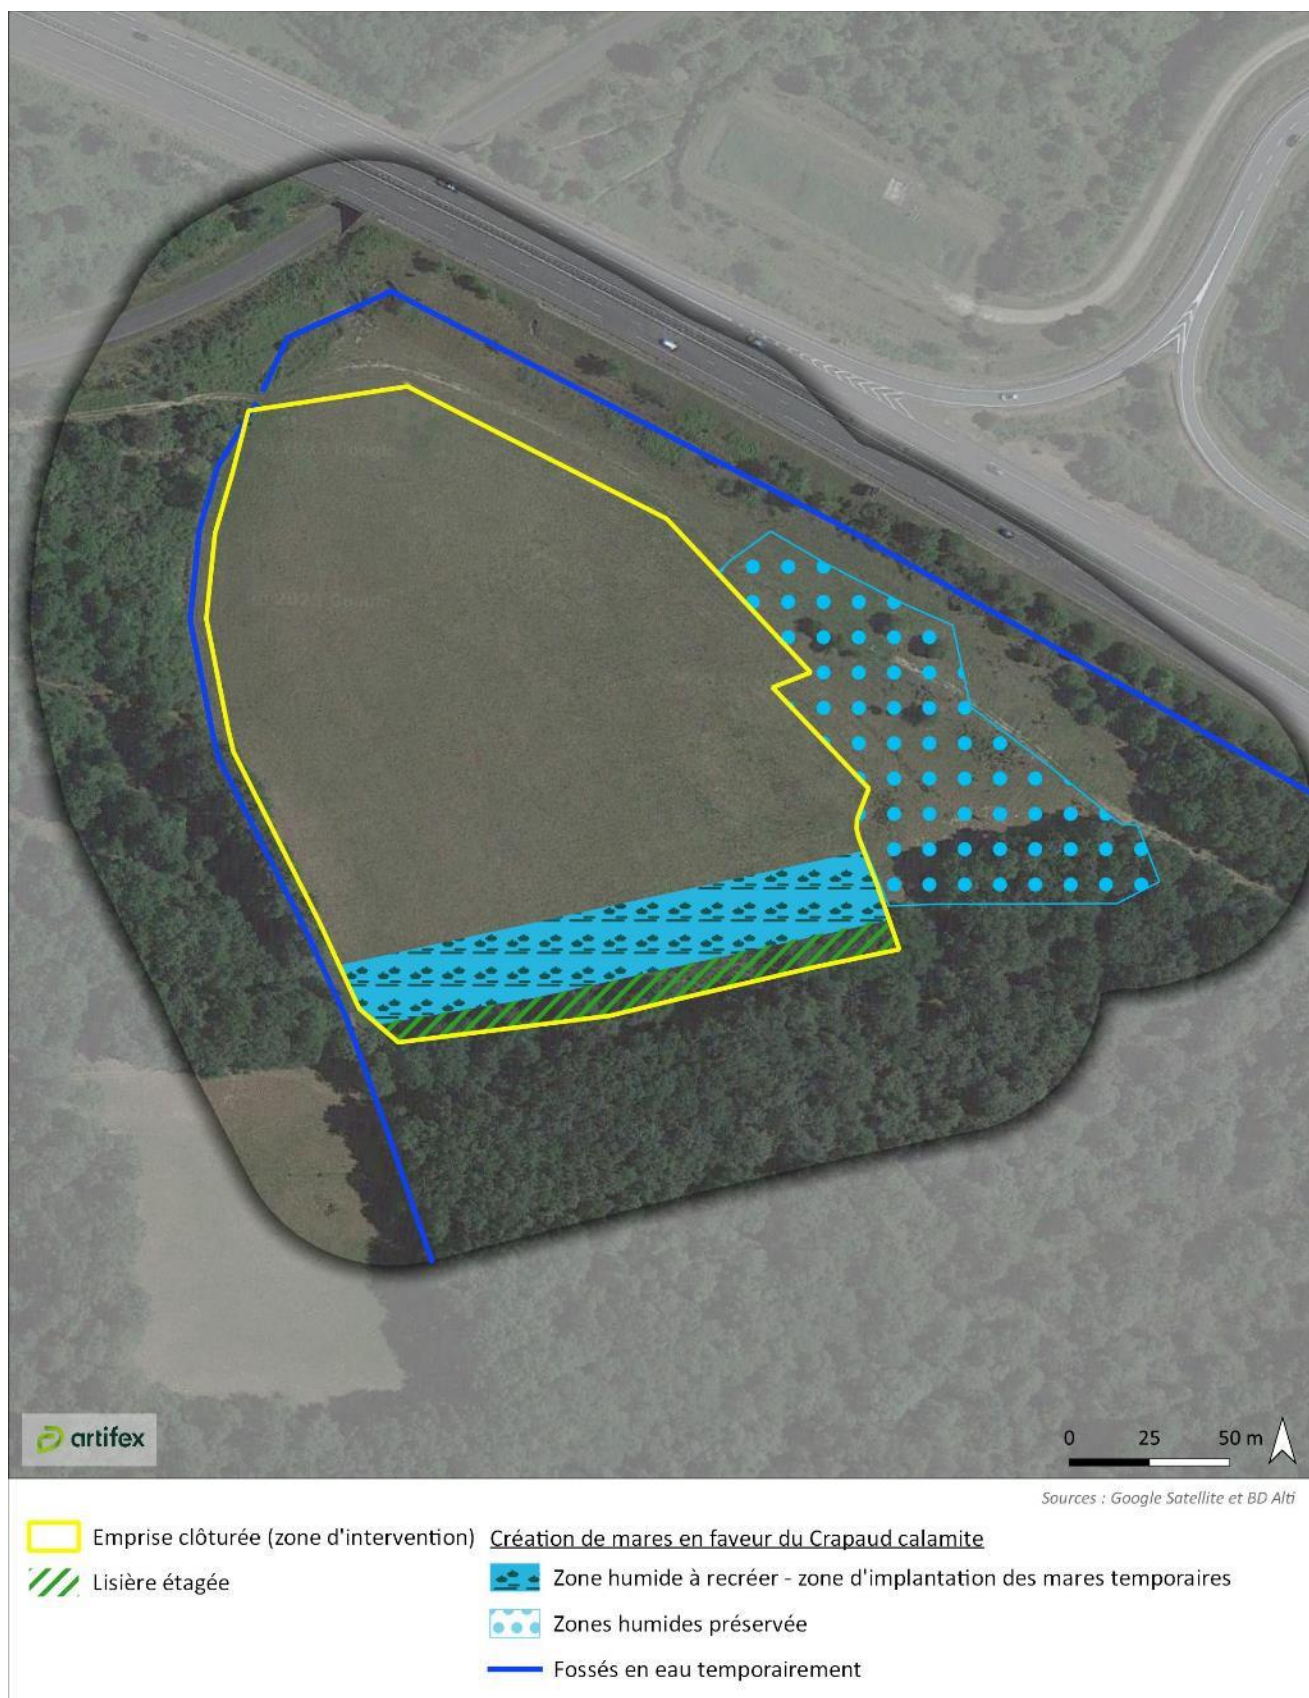 artifex
0 25 50 m
Sources : Google Satellite et BD Alti
Emprise clôturée (zone d'intervention)
Lisière étagée
Création de mares en faveur du Crapaud calamite
Zone humide à recréer - zone d'implantation des mares temporaires
Zones humides préservée
Fossés en eau temporairement